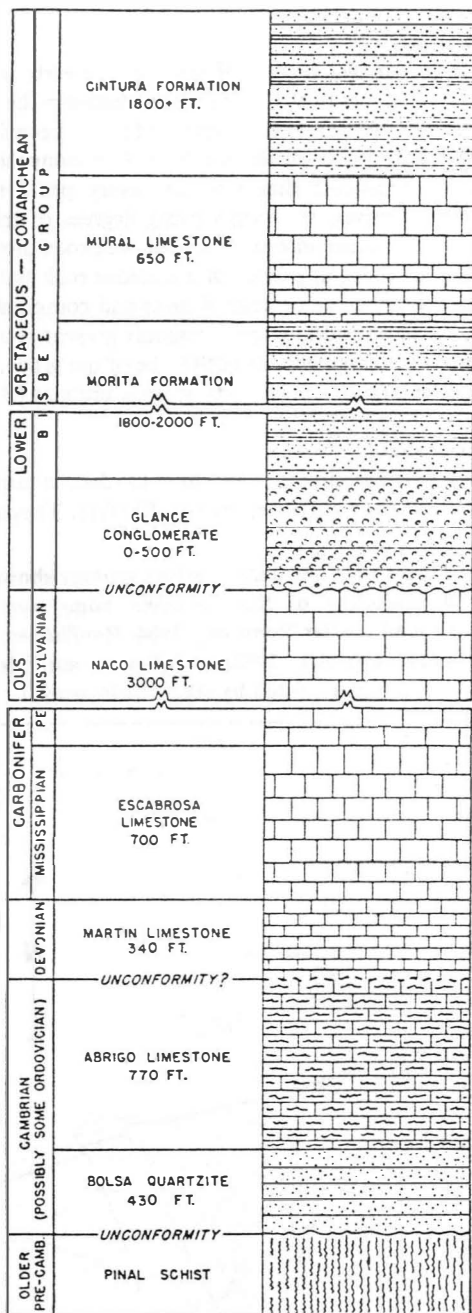 CINTURA FORMATION
1800+ FT.
MURAL LIMESTONE
650 FT.
MORITA FORMATION
1800-2000 FT.
GLANCE
CONGLOMERATE
0-500 FT.
UNCONFORMITY
NACO LIMESTONE
3000 FT.
ESCABROSA
LIMESTONE
700 FT.
MARTIN LIMESTONE
340 FT.
UNCONFORMITY?
ABRIGO LIMESTONE
770 FT.
BOLSA QUARTZITE
430 FT.
UNCONFORMITY
PINAL SCHIST
LOWER CRETACEOUS — COMANCHEAN
BISBEE GROUP
CARBONIFEROUS
PENNSYLVANIAN
MISSISSIPPIAN
DEVONIAN
CAMBRIAN
(POSSIBLY SOME ORDOVICIAN)
OLDER
PRE-CAMB.